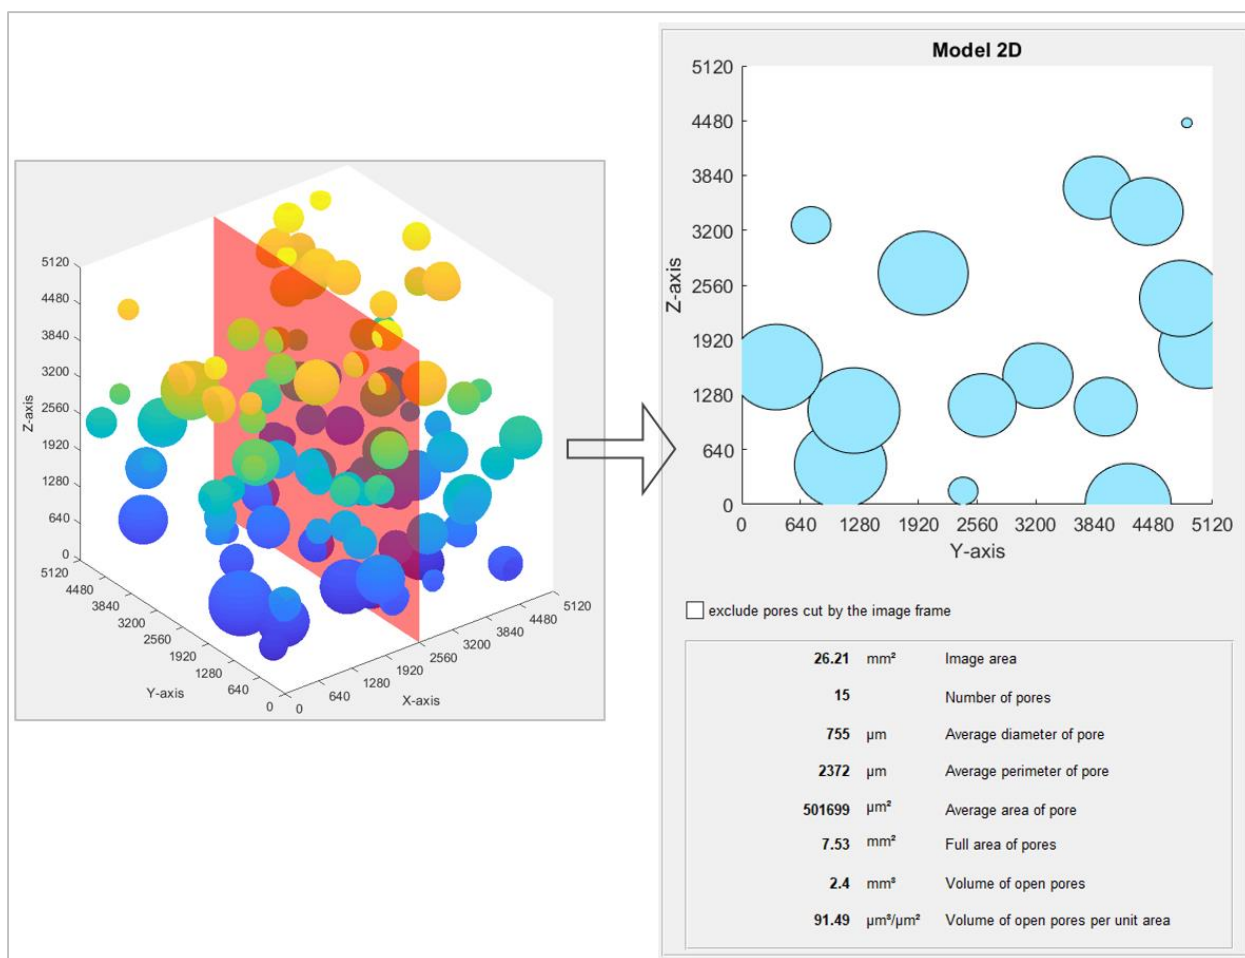 5120
4480
3840
3200
2560
1920
1280
640
0
Z-axis
5120
4480
3840
3200
2560
1920
1280
640
0
Y-axis
0
640
1280
1920
2560
3200
3840
4480
5120
X-axis
Model 2D
5120
4480
3840
3200
2560
1920
1280
640
0
Z-axis
0 640 1280 1920 2560 3200 3840 4480 5120
Y-axis
exclude pores cut by the image frame
26.21 mm² Image area
15 Number of pores
755 µm Average diameter of pore
2372 µm Average perimeter of pore
501699 µm² Average area of pore
7.53 mm² Full area of pores
2.4 mm³ Volume of open pores
91.49 µm³/µm² Volume of open pores per unit area